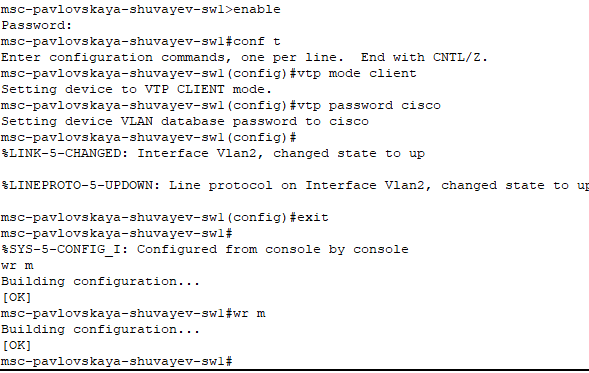 msc-pavlovskaya-shuvayev-sw1>enable
Password:
msc-pavlovskaya-shuvayev-sw1#conf t
Enter configuration commands, one per line.  End with CNTL/Z.
msc-pavlovskaya-shuvayev-sw1(config)#vtp mode client
Setting device to VTP CLIENT mode.
msc-pavlovskaya-shuvayev-sw1(config)#vtp password cisco
Setting device VLAN database password to cisco
msc-pavlovskaya-shuvayev-sw1(config)#
%LINK-5-CHANGED: Interface Vlan2, changed state to up
%LINEPROTO-5-UPDOWN: Line protocol on Interface Vlan2, changed state to up
msc-pavlovskaya-shuvayev-sw1(config)#exit
msc-pavlovskaya-shuvayev-sw1#
%SYS-5-CONFIG_I: Configured from console by console
wr m
Building configuration...
[OK]
msc-pavlovskaya-shuvayev-sw1#wr m
Building configuration...
[OK]
msc-pavlovskaya-shuvayev-sw1#